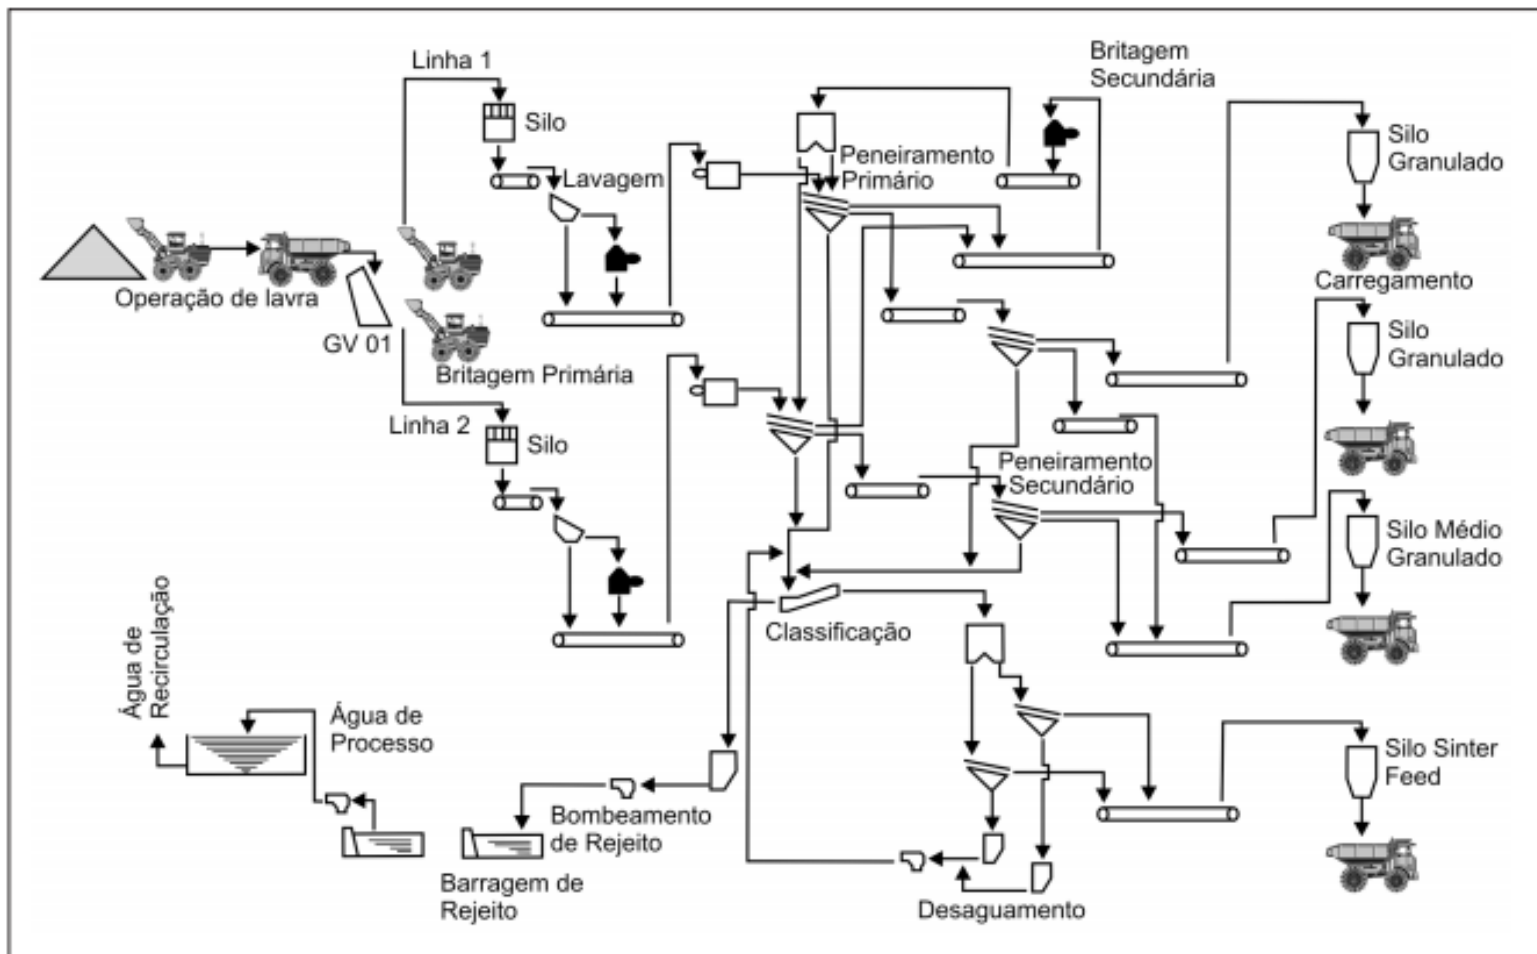 Linha 1
Britagem
Secundária
Silo
Silo
Granulado
Peneiramento
Primário
Lavagem
Operação de lavra
Carregamento
GV 01
Silo
Granulado
Britagem Primária
Linha 2
Silo
Peneiramento
Secundário
Silo Médio
Granulado
Classificação
Água de
Recirculação
Água de
Processo
Silo Sinter
Feed
Bombeamento
de Rejeito
Barragem de
Rejeito
Desaguamento